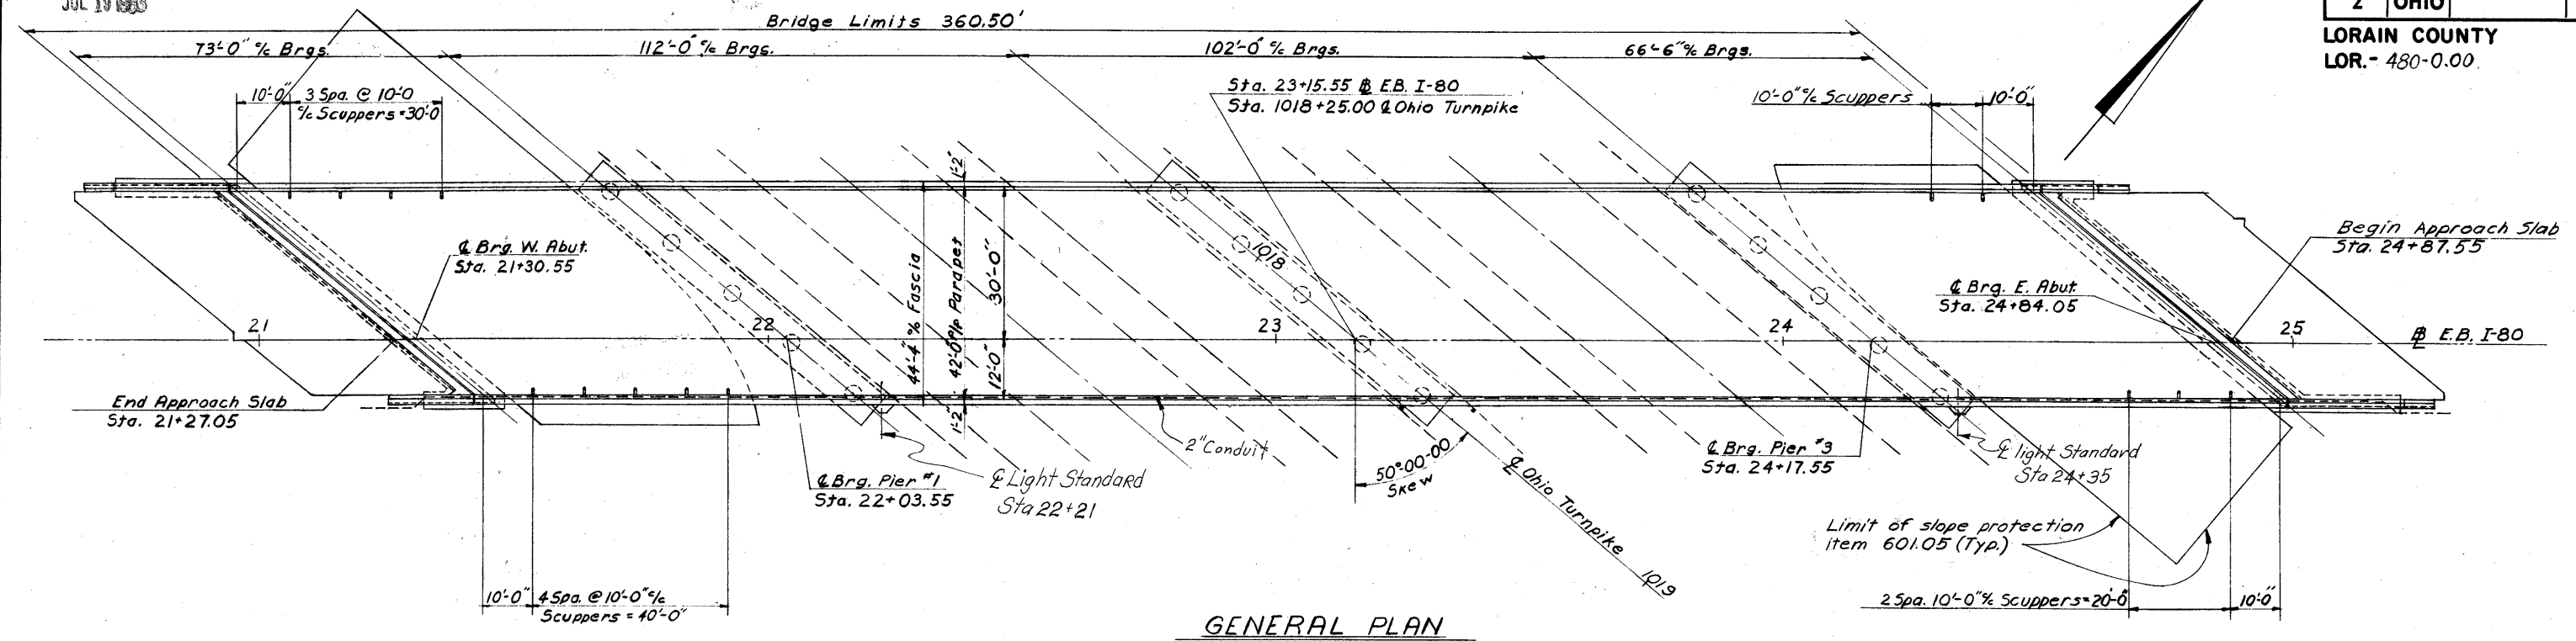 JUL 19 1983
2 OHIO
LORAIN COUNTY
LOR.- 480-0.00
Bridge Limits 360.50'
73'-0" c/c Brgs.
112'-0" c/c Brgs.
102'-0" c/c Brgs.
66'-6" c/c Brgs.
10'-0"
3 Spa. @ 10'-0
c/c Scuppers = 30'-0
Sta. 23+15.55 ℄ E.B. I-80
Sta. 1018+25.00 ℄ Ohio Turnpike
10'-0" c/c Scuppers
10'-0"
1'-2"
℄ Brg. W. Abut.
Sta. 21+30.55
44'-4" c/c Fascia
42'-0" p/p Parapet
30'-0"
12'-0"
1'-2"
1018
Begin Approach Slab
Sta. 24+87.55
℄ Brg. E. Abut.
Sta. 24+84.05
21
22
23
24
25
℄ E.B. I-80
End Approach Slab
Sta. 21+27.05
2" Conduit
℄ Brg. Pier #1
Sta. 22+03.55
℄ Light Standard
Sta 22+21
50°-00-00
Skew
℄ Ohio Turnpike
1019
℄ Brg. Pier #3
Sta. 24+17.55
℄ light Standard
Sta 24+35
Limit of slope protection
item 601.05 (Typ.)
10'-0"
4 Spa. @ 10'-0" c/c
Scuppers = 40'-0"
2 Spa. 10'-0" c/c Scuppers = 20'-0
10'-0"
GENERAL PLAN